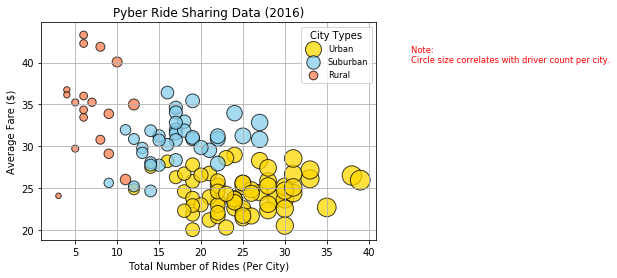 Pyber Ride Sharing Data (2016)
City Types
Urban
Suburban
Rural
Note:
Circle size correlates with driver count per city.
Average Fare ($)
40
35
30
25
20
5
10
15
20
25
30
35
40
Total Number of Rides (Per City)